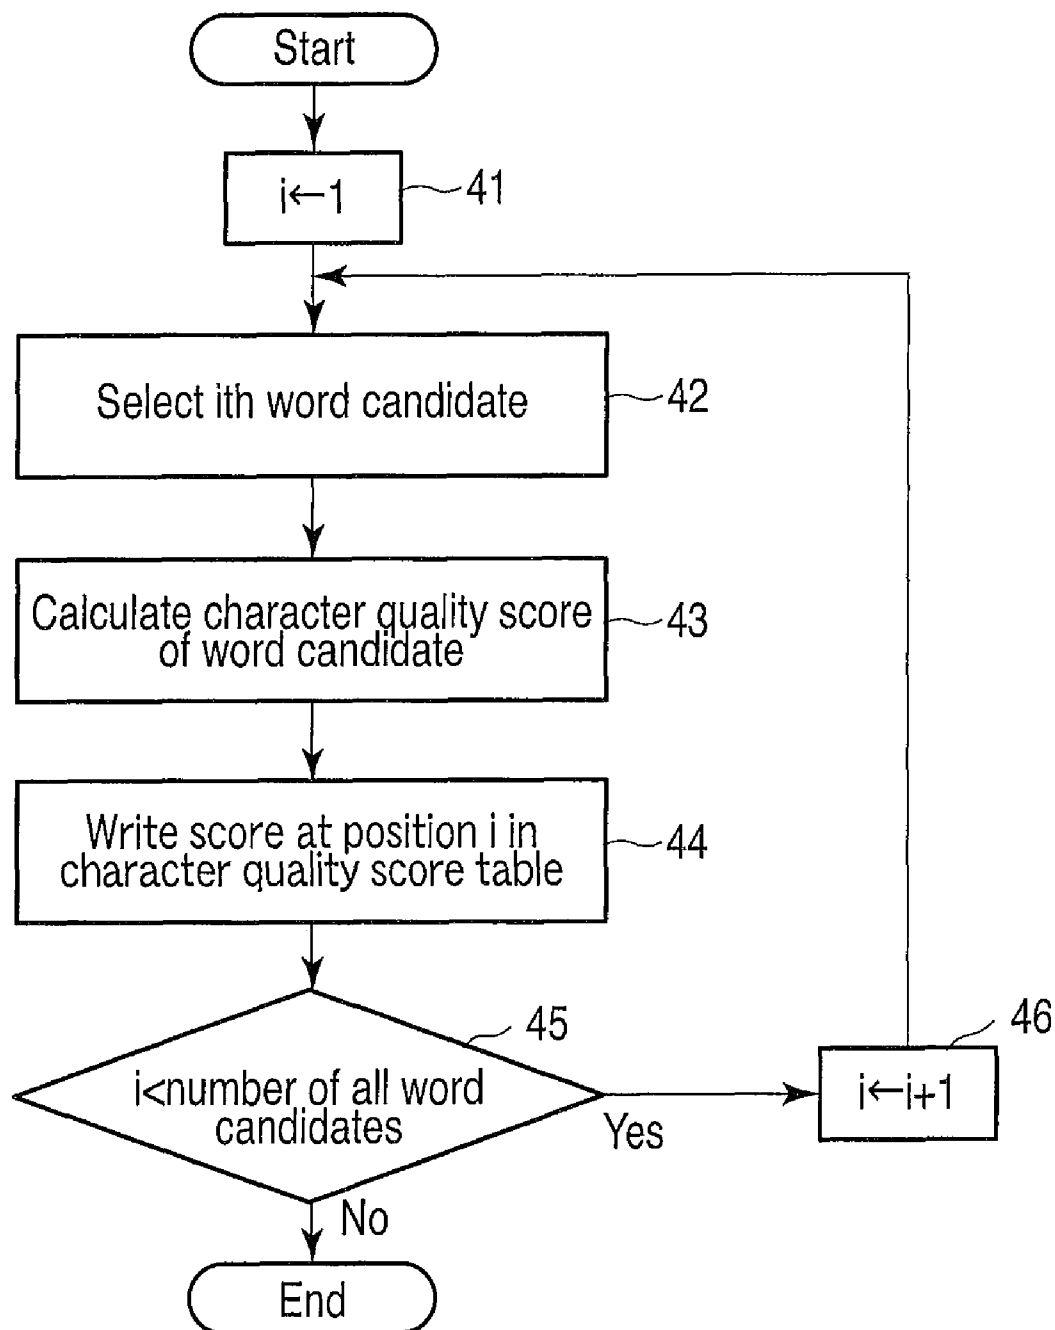 Start
i←1
41
Select ith word candidate
42
Calculate character quality score
of word candidate
43
Write score at position i in
character quality score table
44
45
i<number of all word
candidates
Yes
46
i←i+1
No
End